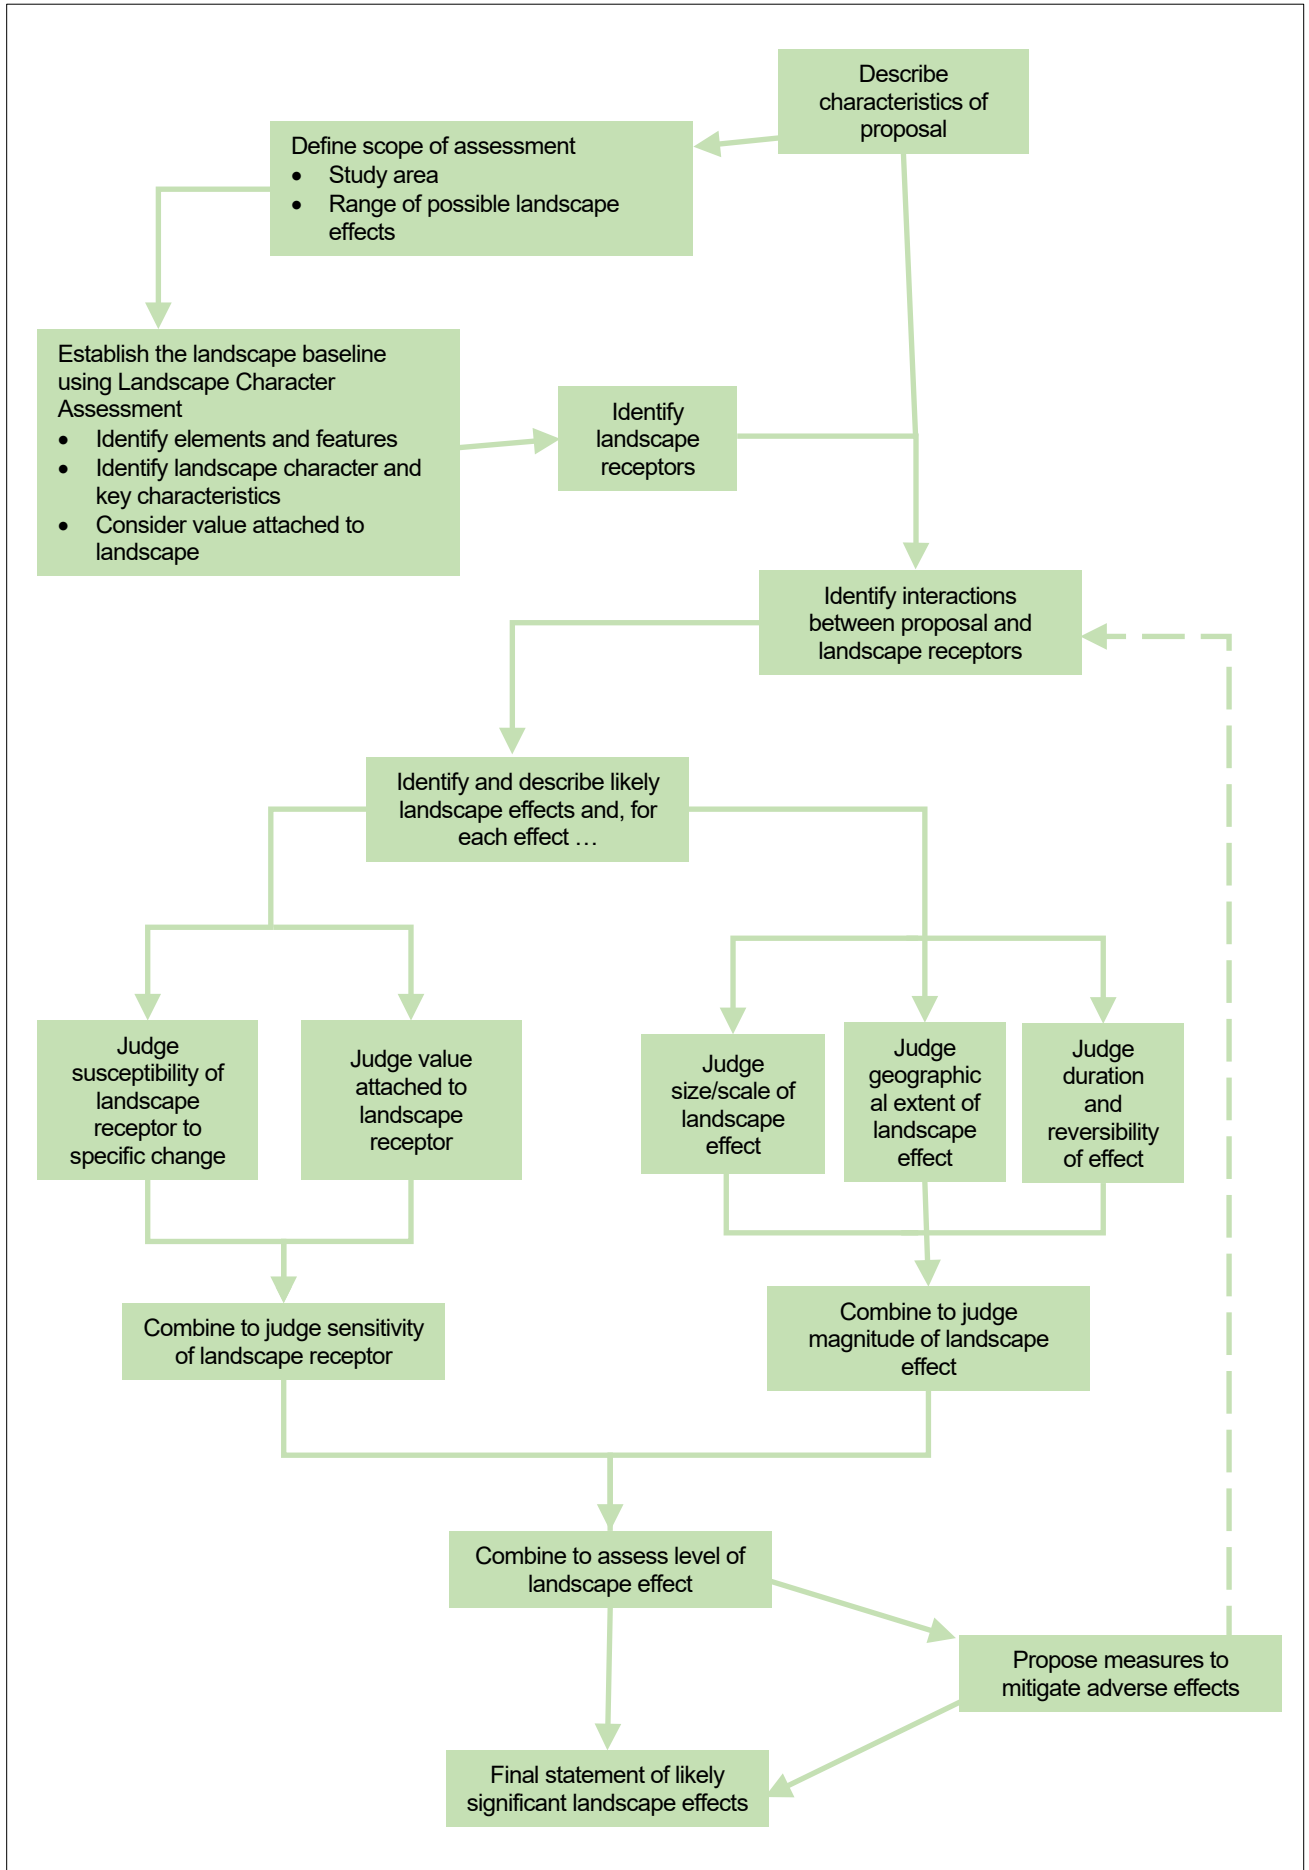 Describe
characteristics of
proposal
Define scope of assessment
• Study area
• Range of possible landscape
effects
Establish the landscape baseline
using Landscape Character
Assessment
• Identify elements and features
• Identify landscape character and
key characteristics
• Consider value attached to
landscape
Identify
landscape
receptors
Identify interactions
between proposal and
landscape receptors
Identify and describe likely
landscape effects and, for
each effect …
Judge
susceptibility of
landscape
receptor to
specific change
Judge value
attached to
landscape
receptor
Judge
size/scale of
landscape
effect
Judge
geographic
al extent of
landscape
effect
Judge
duration
and
reversibility
of effect
Combine to judge sensitivity
of landscape receptor
Combine to judge
magnitude of landscape
effect
Combine to assess level of
landscape effect
Propose measures to
mitigate adverse effects
Final statement of likely
significant landscape effects